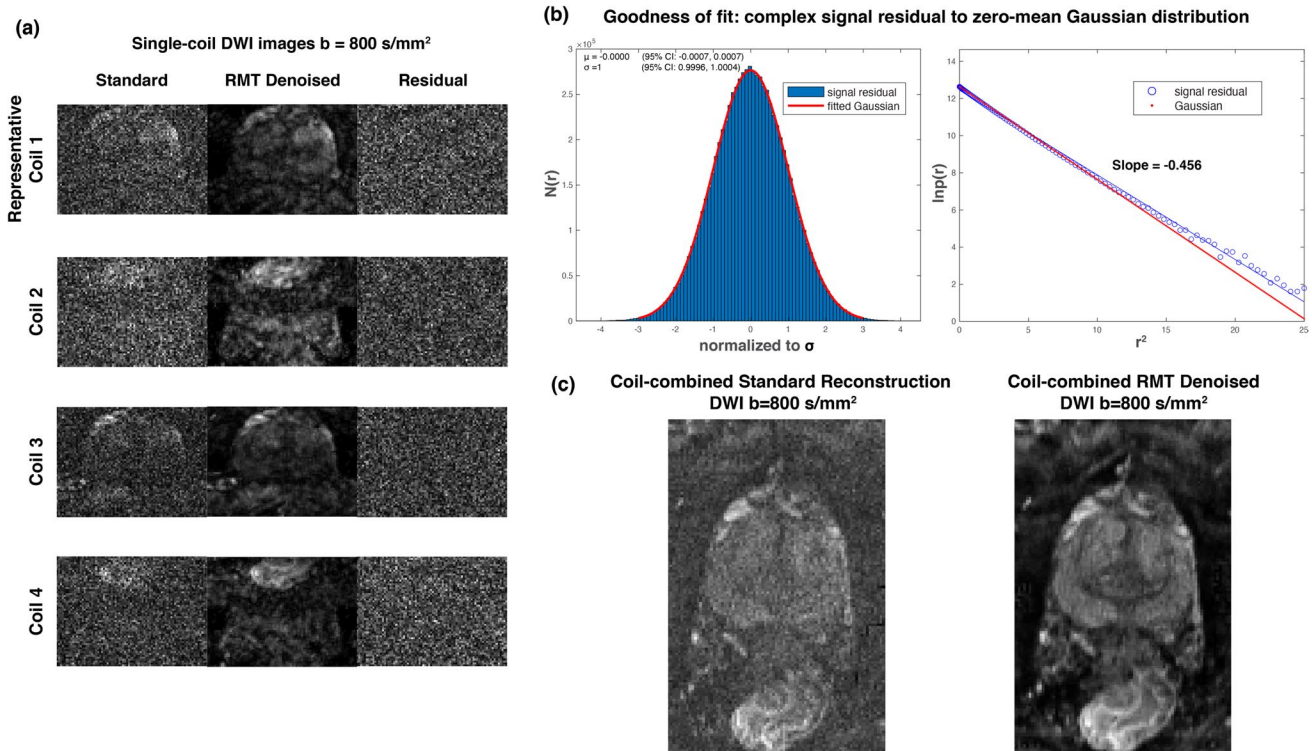 (a)
Single-coil DWI images b = 800 s/mm²
Standard
RMT Denoised
Residual
Representative
Coil 1
Coil 2
Coil 3
Coil 4
(b)
Goodness of fit: complex signal residual to zero-mean Gaussian distribution
×10⁵
3
2.5
2
1.5
1
0.5
0
N(r)
μ = -0.0000 (95% CI: -0.0007, 0.0007)
σ =1 (95% CI: 0.9996, 1.0004)
signal residual
fitted Gaussian
-4 -3 -2 -1 0 1 2 3 4
normalized to σ
14
12
10
8
6
4
2
0
lnp(r)
signal residual
Gaussian
Slope = -0.456
0 5 10 15 20 25
r²
(c)
Coil-combined Standard Reconstruction
DWI b=800 s/mm²
Coil-combined RMT Denoised
DWI b=800 s/mm²